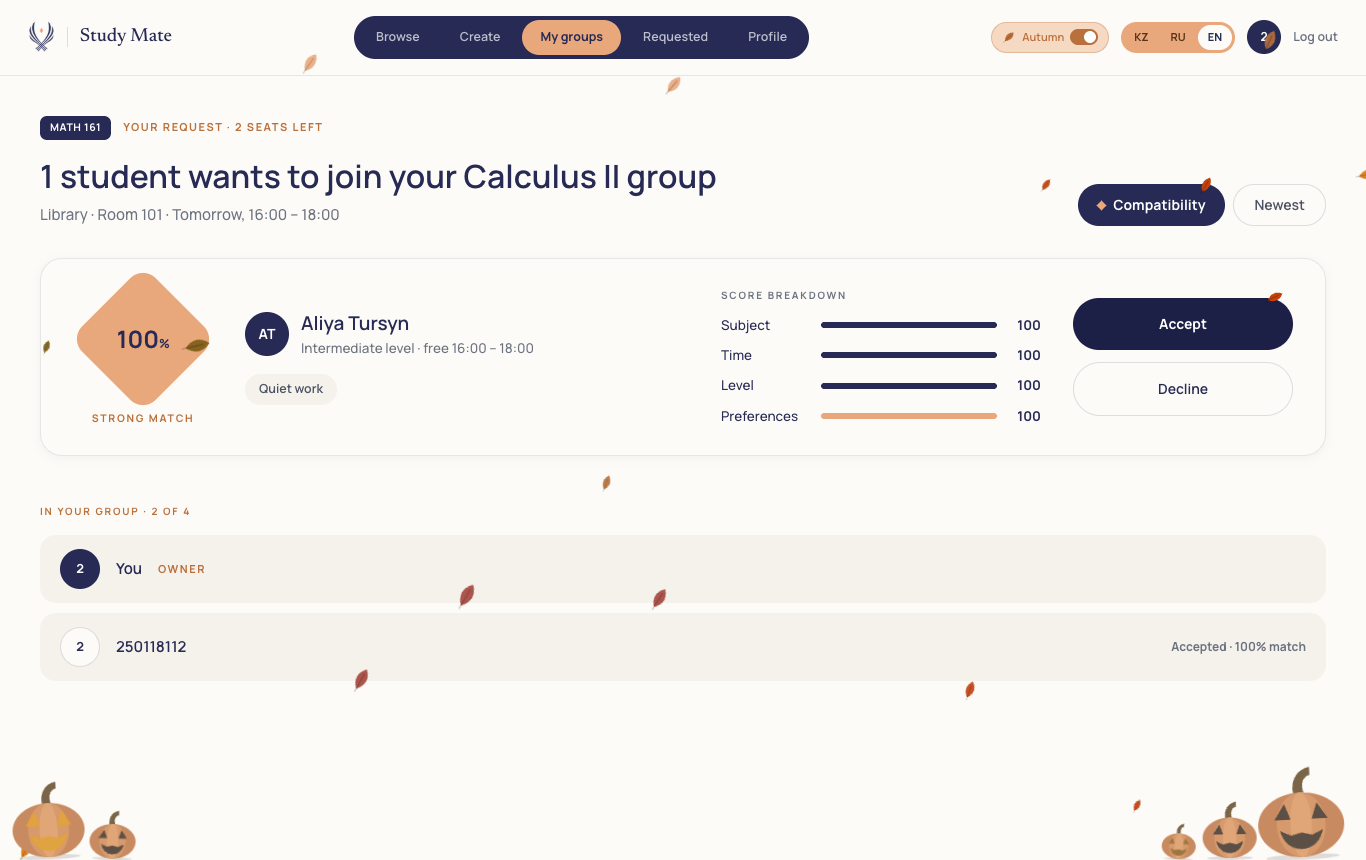 Study Mate
Browse Create My groups Requested Profile
Autumn KZ RU EN 2 Log out
MATH 161 YOUR REQUEST · 2 SEATS LEFT
1 student wants to join your Calculus II group
Library · Room 101 · Tomorrow, 16:00 – 18:00
Compatibility Newest
100%
STRONG MATCH
AT Aliya Tursyn
Intermediate level · free 16:00 – 18:00
Quiet work
SCORE BREAKDOWN
Subject 100
Time 100
Level 100
Preferences 100
Accept
Decline
IN YOUR GROUP · 2 OF 4
2 You OWNER
2 250118112 Accepted · 100% match